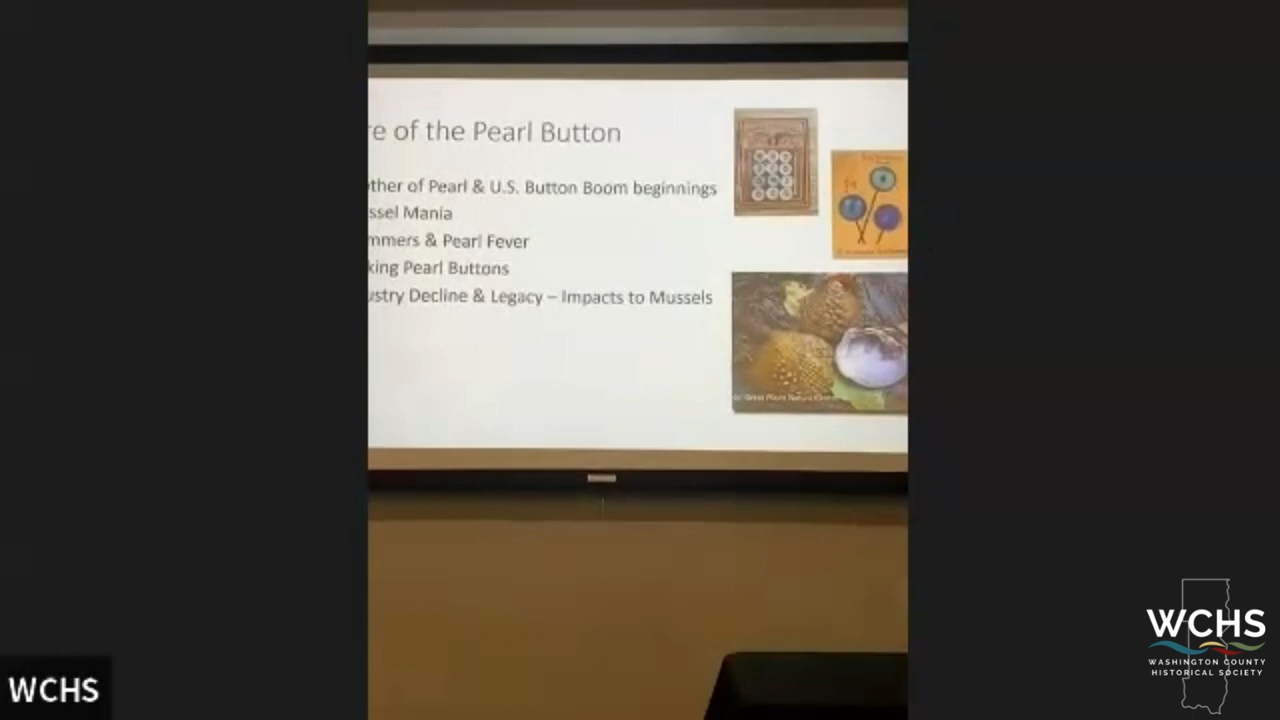 re of the Pearl Button
ther of Pearl & U.S. Button Boom beginnings
ssel Mania
mmers & Pearl Fever
king Pearl Buttons
ustry Decline & Legacy – Impacts to Mussels
WCHS
WCHS
WASHINGTON COUNTY
HISTORICAL SOCIETY